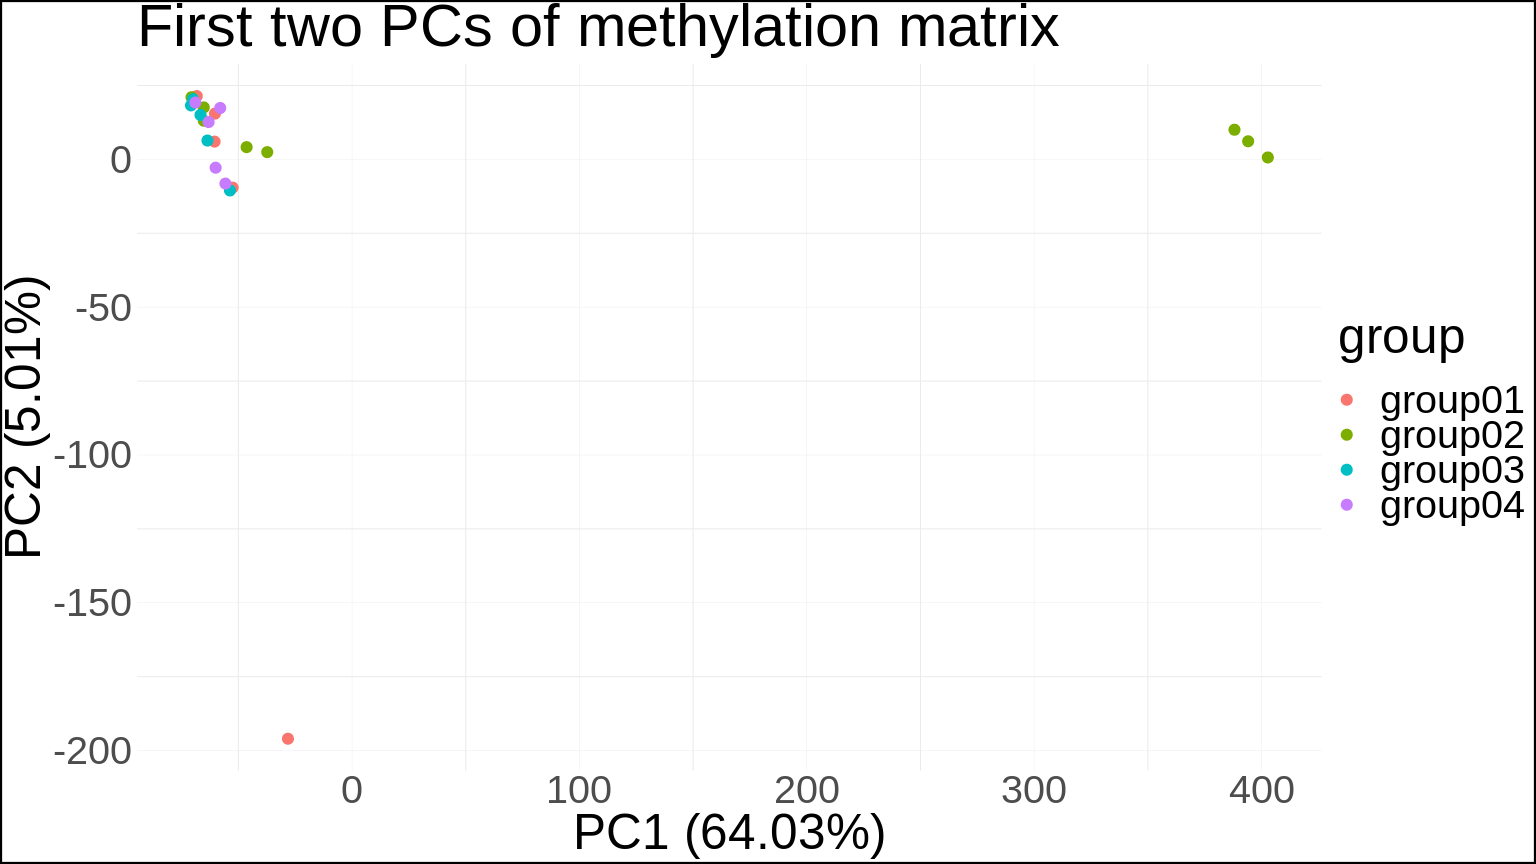 First two PCs of methylation matrix
PC2 (5.01%)
0
-50
-100
-150
-200
0 100 200 300 400
PC1 (64.03%)
group
group01
group02
group03
group04